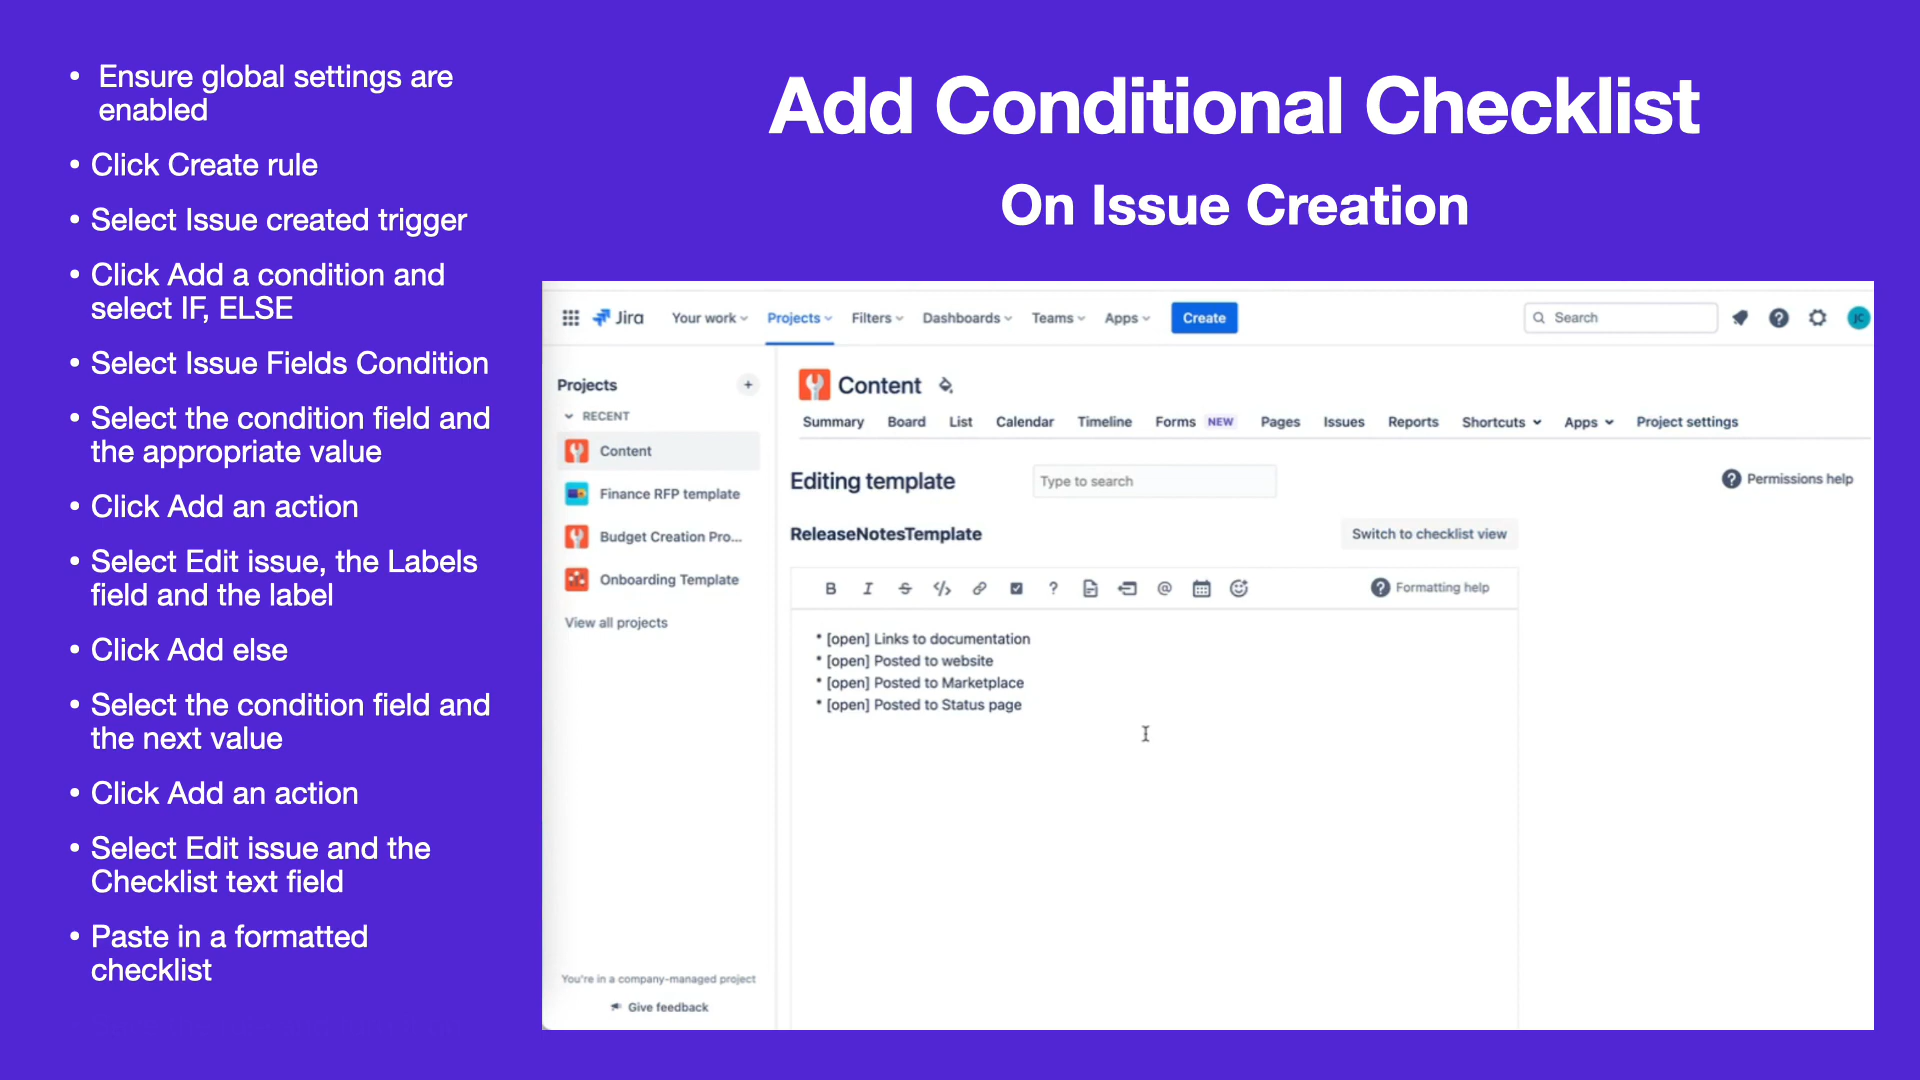 • Ensure global settings are
enabled
• Click Create rule
• Select Issue created trigger
• Click Add a condition and
select IF, ELSE
• Select Issue Fields Condition
• Select the condition field and
the appropriate value
• Click Add an action
• Select Edit issue, the Labels
field and the label
• Click Add else
• Select the condition field and
the next value
• Click Add an action
• Select Edit issue and the
Checklist text field
• Paste in a formatted
checklist
Add Conditional Checklist
On Issue Creation
Jira Your work Projects Filters Dashboards Teams Apps Create Search JC
Projects
RECENT
Content
Finance RFP template
Budget Creation Pro...
Onboarding Template
View all projects
You're in a company-managed project
Give feedback
Content
Summary Board List Calendar Timeline Forms NEW Pages Issues Reports Shortcuts Apps Project settings
Editing template Type to search Permissions help
ReleaseNotesTemplate Switch to checklist view
Formatting help
* [open] Links to documentation
* [open] Posted to website
* [open] Posted to Marketplace
* [open] Posted to Status page